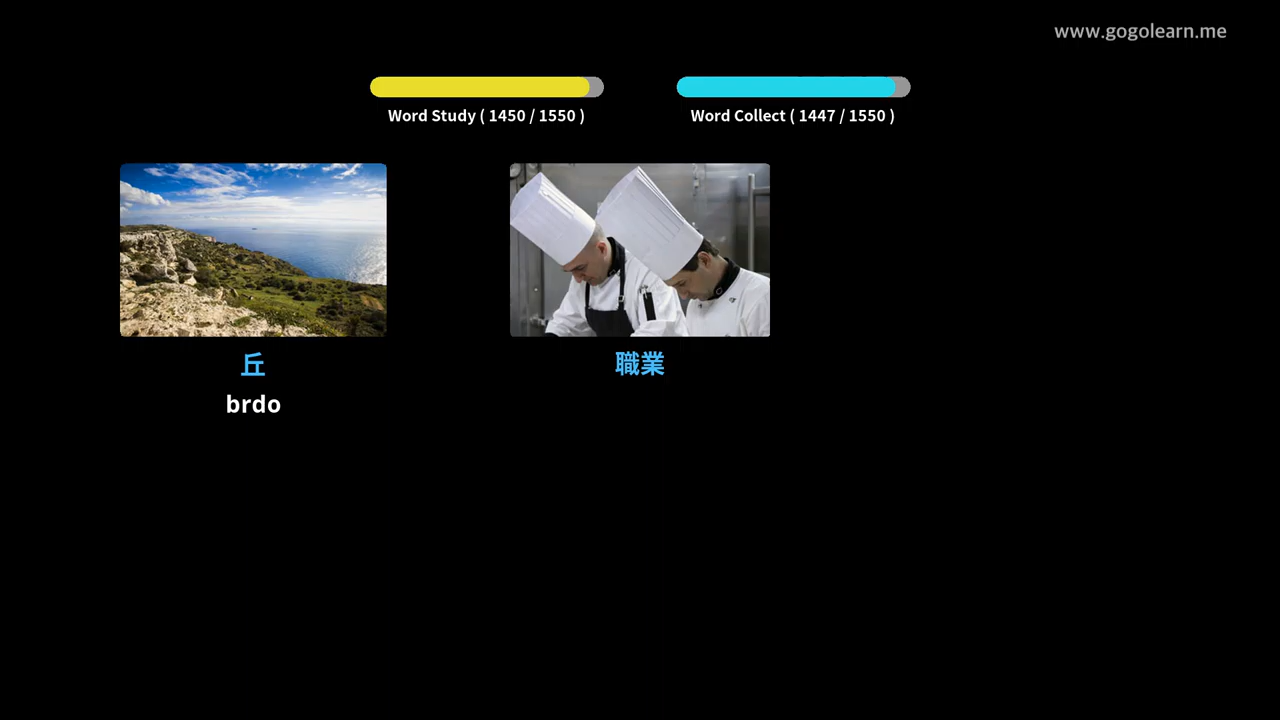 www.gogolearn.me
Word Study ( 1450 / 1550 )
Word Collect ( 1447 / 1550 )
丘
brdo
職業